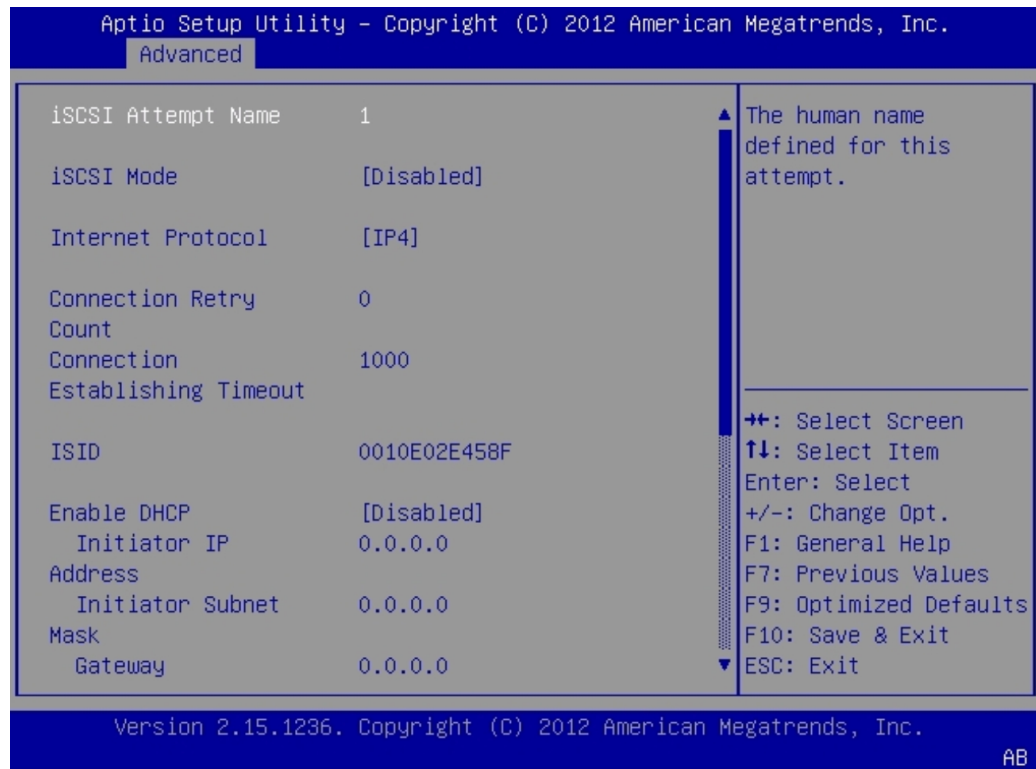 Aptio Setup Utility – Copyright (C) 2012 American Megatrends, Inc.
Advanced
iSCSI Attempt Name 1
iSCSI Mode [Disabled]
Internet Protocol [IP4]
Connection Retry 0
Count
Connection 1000
Establishing Timeout
ISID 0010E02E458F
Enable DHCP [Disabled]
Initiator IP 0.0.0.0
Address
Initiator Subnet 0.0.0.0
Mask
Gateway 0.0.0.0
The human name
defined for this
attempt.
→←: Select Screen
↑↓: Select Item
Enter: Select
+/-: Change Opt.
F1: General Help
F7: Previous Values
F9: Optimized Defaults
F10: Save & Exit
ESC: Exit
Version 2.15.1236. Copyright (C) 2012 American Megatrends, Inc.
AB